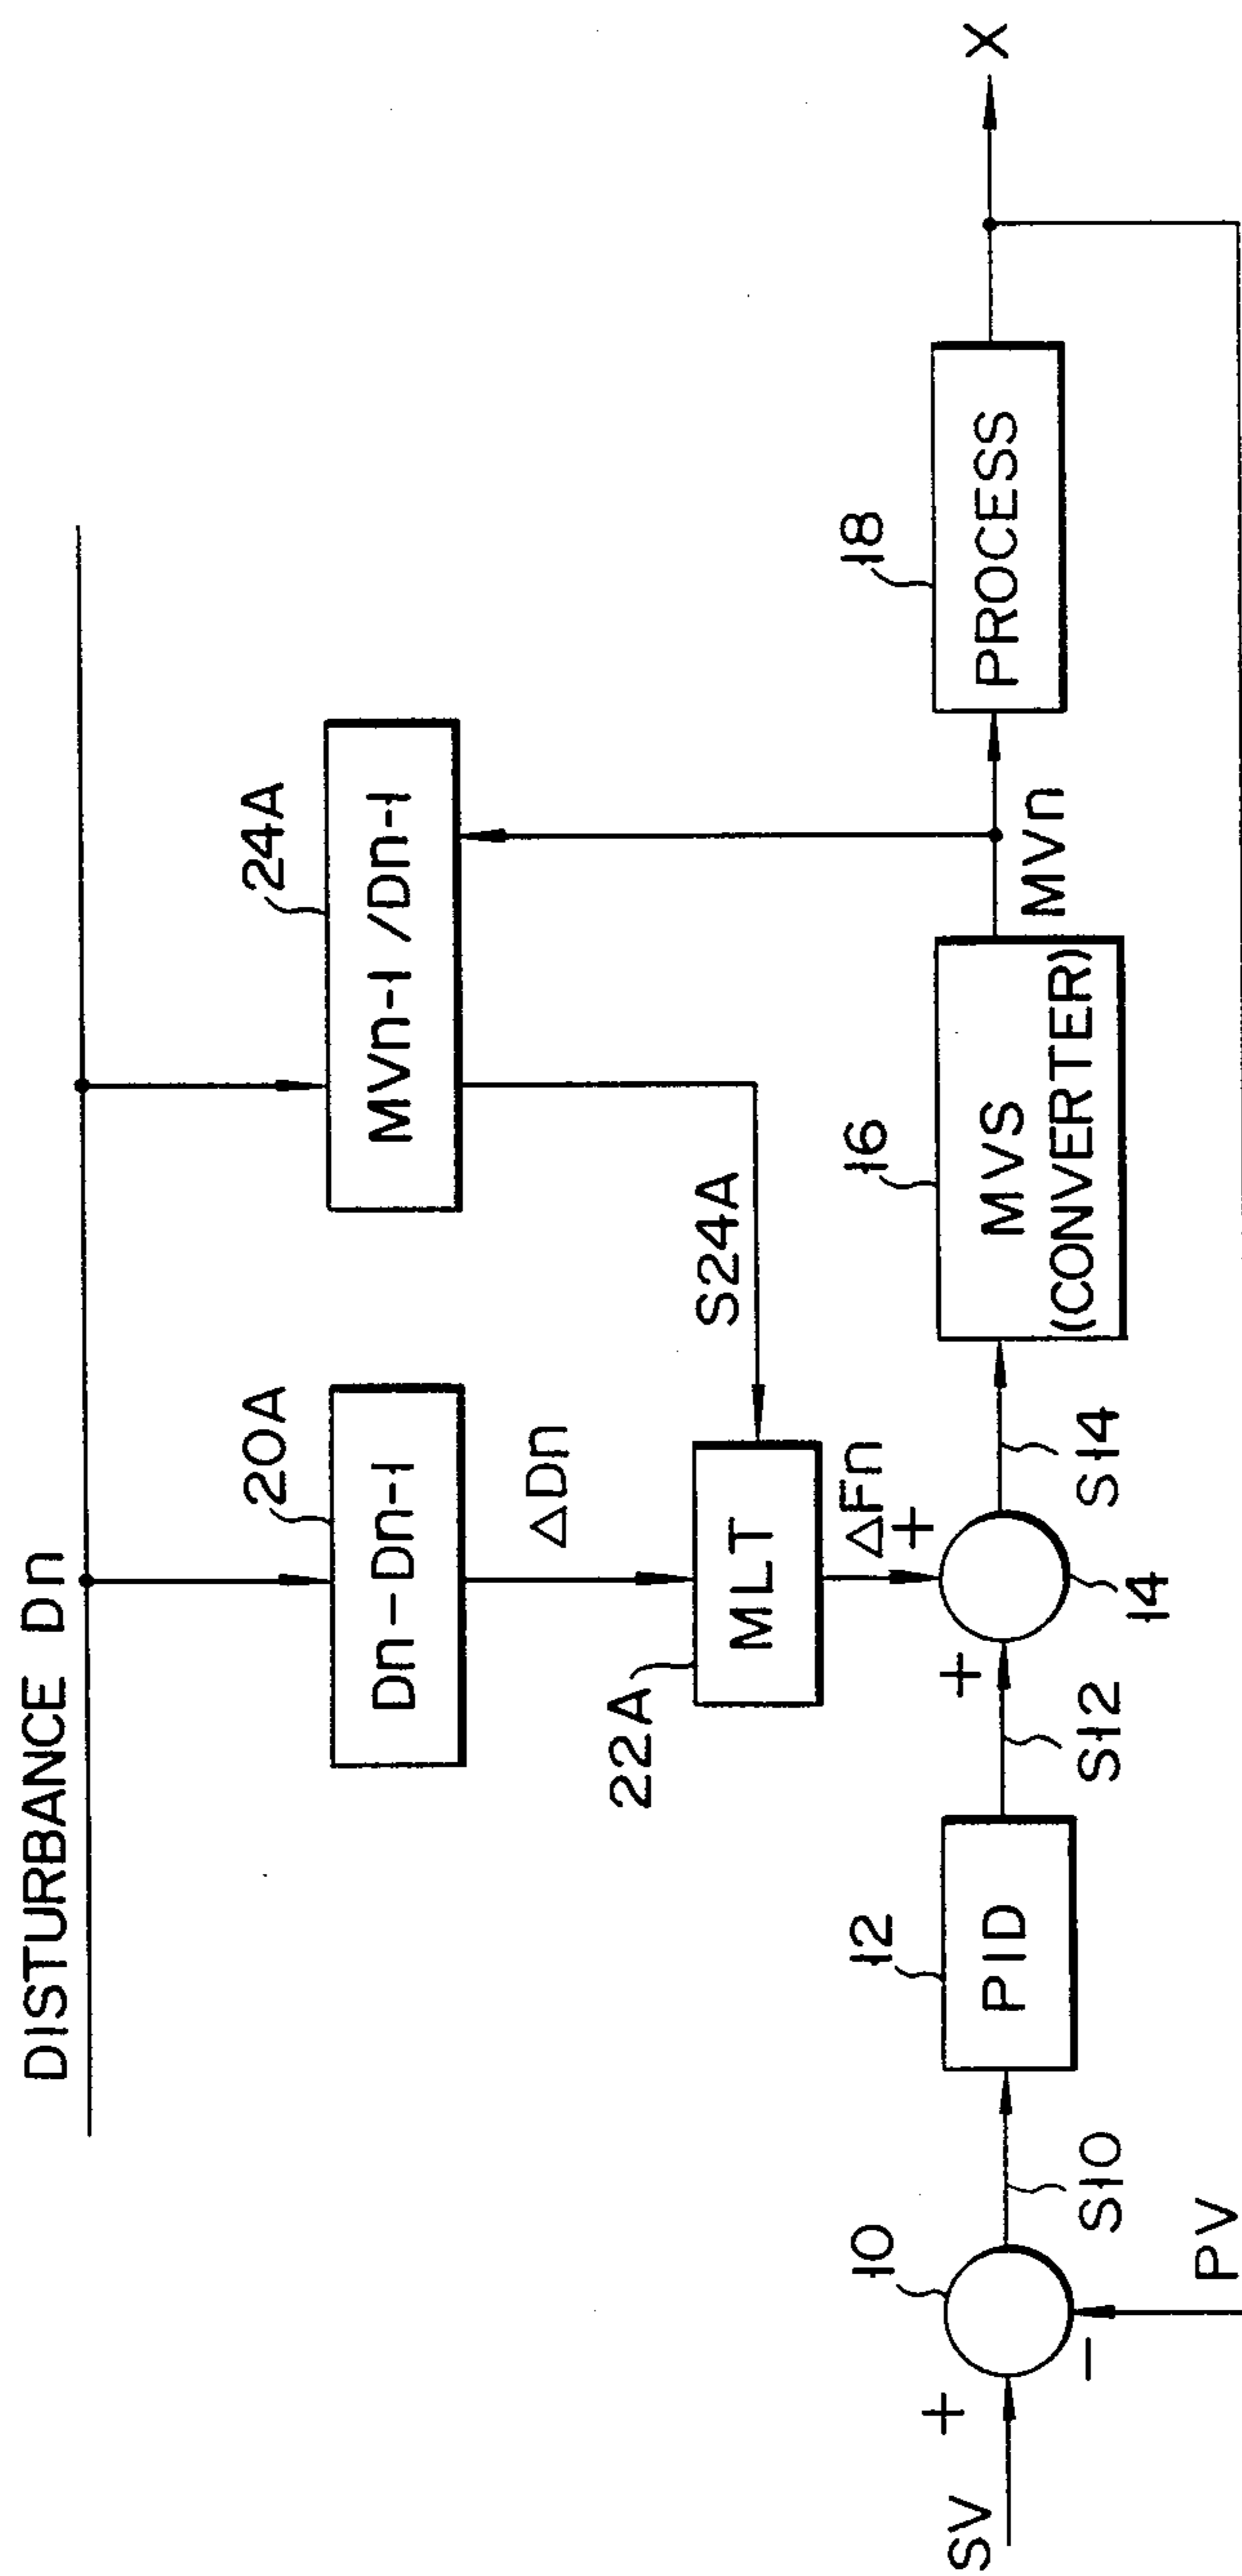 DISTURBANCE Dn
20A
Dn-Dn-1
ΔDn
24A
MVn-1/Dn-1
S24A
22A
MLT
ΔFn
+
SV
+
-
10
S10
PV
12
PID
S12
+
14
S14
16
MVS
(CONVERTER)
MVn
18
PROCESS
X